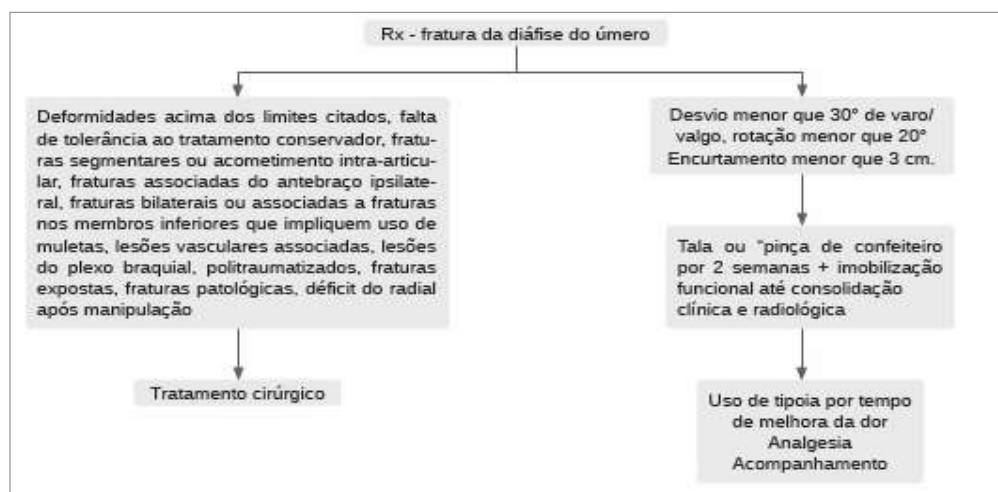 Rx - fratura da diáfise do úmero
Deformidades acima dos limites citados, falta
de tolerância ao tratamento conservador, fratu-
ras segmentares ou acometimento intra-articu-
lar, fraturas associadas do antebraço ipsilate-
ral, fraturas bilaterais ou associadas a fraturas
nos membros inferiores que impliquem uso de
muletas, lesões vasculares associadas, lesões
do plexo braquial, politraumatizados, fraturas
expostas, fraturas patológicas, déficit do radial
após manipulação
Tratamento cirúrgico
Desvio menor que 30° de varo/
valgo, rotação menor que 20°
Encurtamento menor que 3 cm.
Tala ou "pinça de confeiteiro
por 2 semanas + imobilização
funcional até consolidação
clínica e radiológica
Uso de tipoia por tempo
de melhora da dor
Analgesia
Acompanhamento